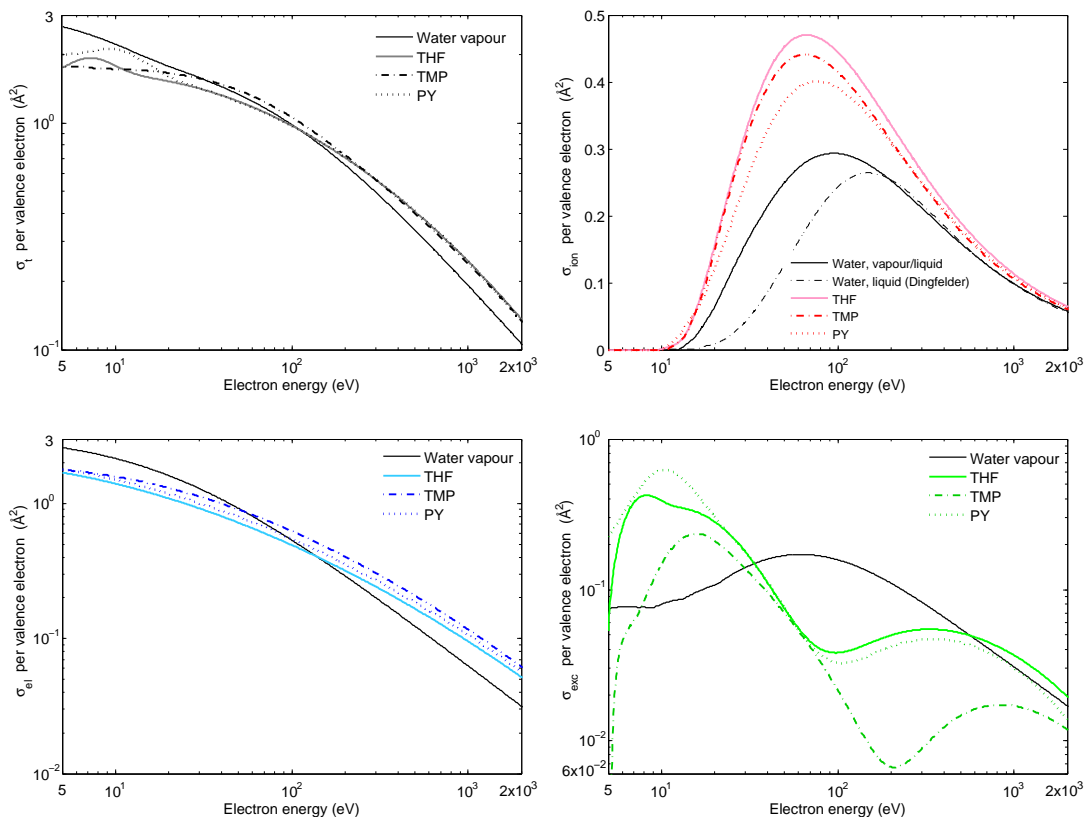 3
10⁰
10⁻¹
5
10¹
10²
10³
2x10³
Electron energy (eV)
σt per valence electron (Å²)
Water vapour
THF
TMP
PY
0.5
0.4
0.3
0.2
0.1
0
5
10¹
10²
10³
2x10³
Electron energy (eV)
σion per valence electron (Å²)
Water, vapour/liquid
Water, liquid (Dingfelder)
THF
TMP
PY
3
10⁰
10⁻¹
10⁻²
5
10¹
10²
10³
2x10³
Electron energy (eV)
σel per valence electron (Å²)
Water vapour
THF
TMP
PY
10⁰
10⁻¹
10⁻²
6x10⁻²
5
10¹
10²
10³
2x10³
Electron energy (eV)
σexc per valence electron (Å²)
Water vapour
THF
TMP
PY